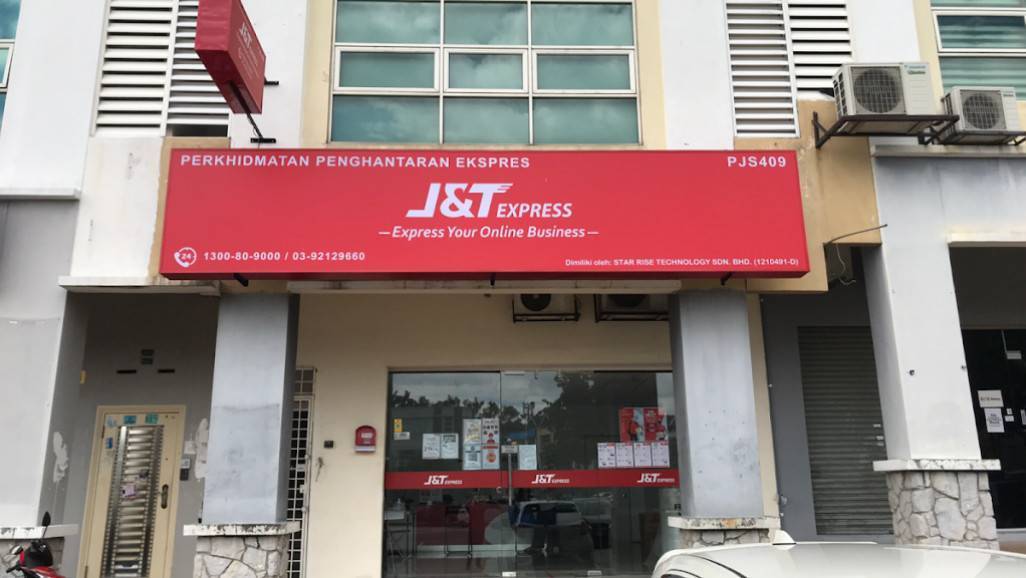 PERKHIDMATAN PENGHANTARAN EKSPRES
PJS409
J&T EXPRESS
—Express Your Online Business—
24 1300-80-9000 / 03-92129660
Dimiliki oleh: STAR RISE TECHNOLOGY SDN. BHD. (1210491-D)
J&T EXPRESS
J&T EXPRESS
J&T EXPRESS